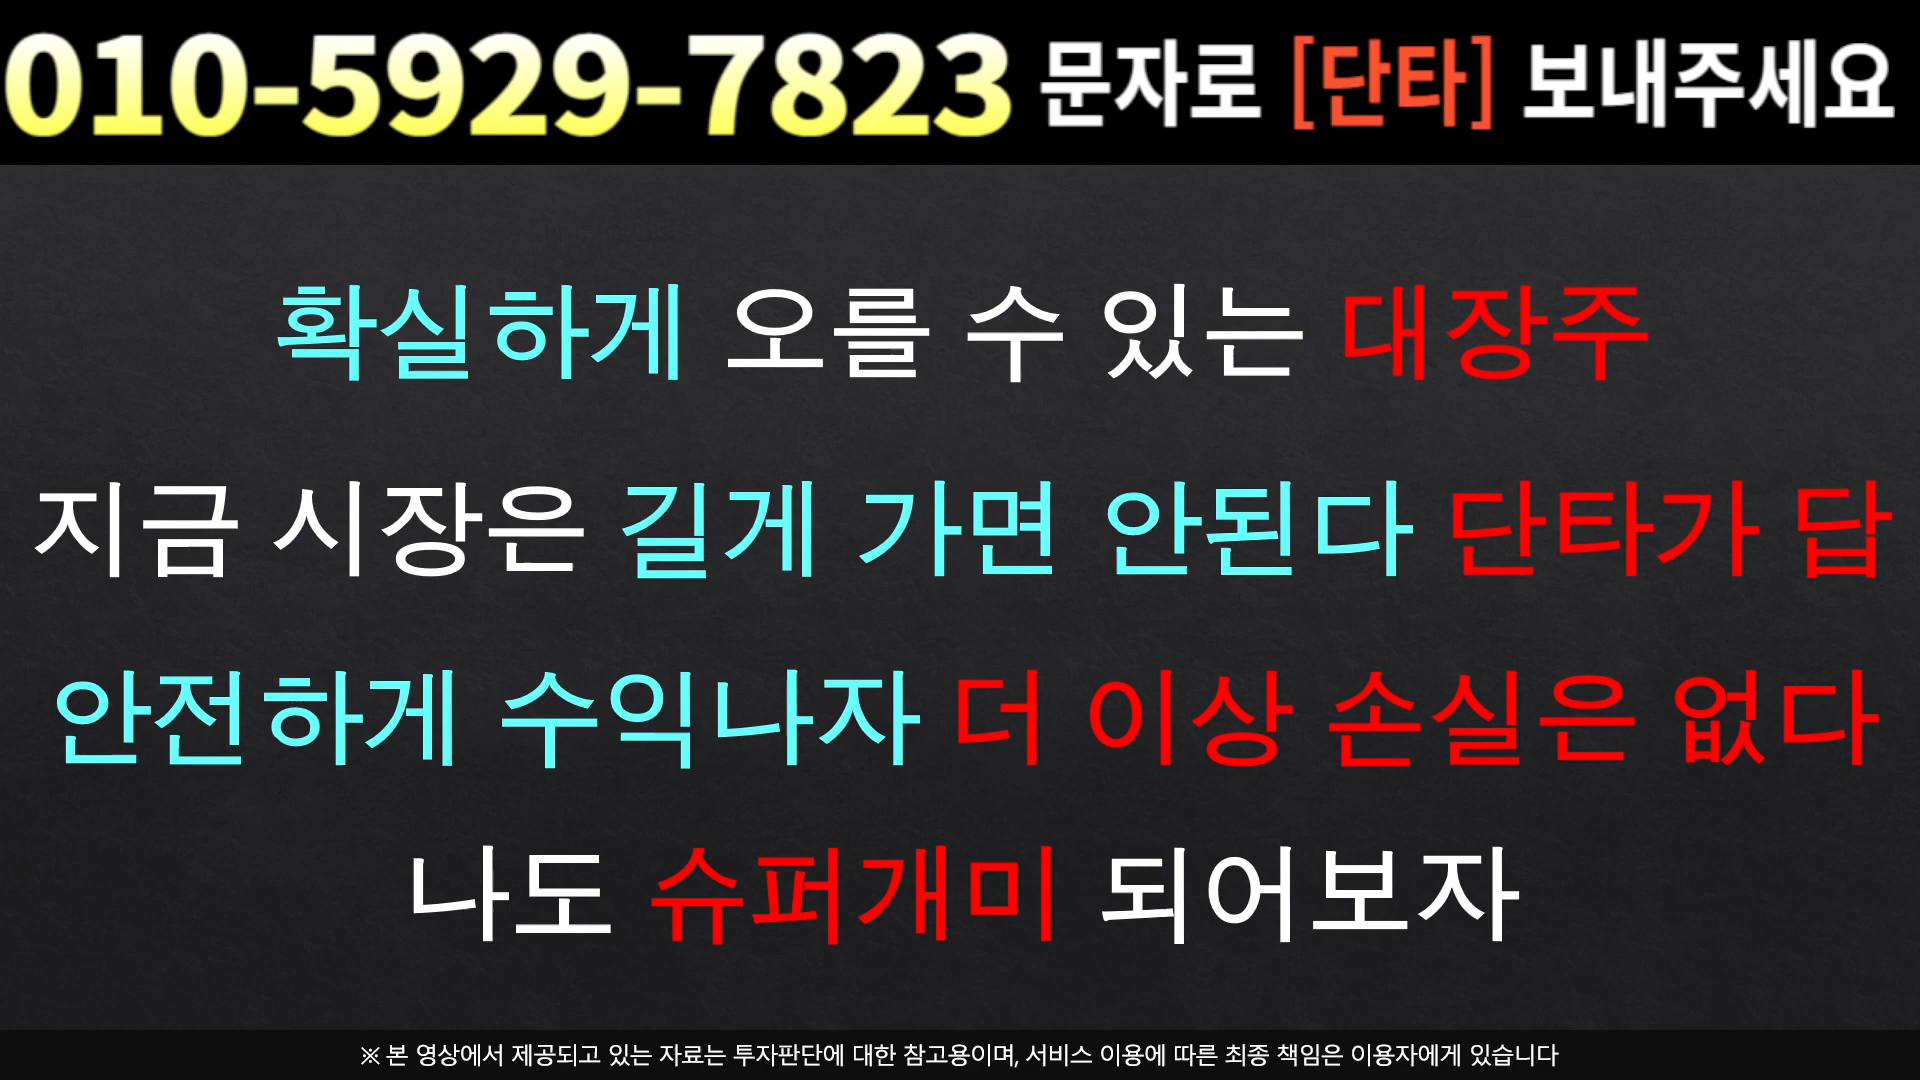 010-5929-7823 문자로 [단타] 보내주세요
확실하게 오를 수 있는 대장주
지금 시장은 길게 가면 안된다 단타가 답
안전하게 수익나자 더 이상 손실은 없다
나도 슈퍼개미 되어보자
※ 본 영상에서 제공되고 있는 자료는 투자판단에 대한 참고용이며, 서비스 이용에 따른 최종 책임은 이용자에게 있습니다